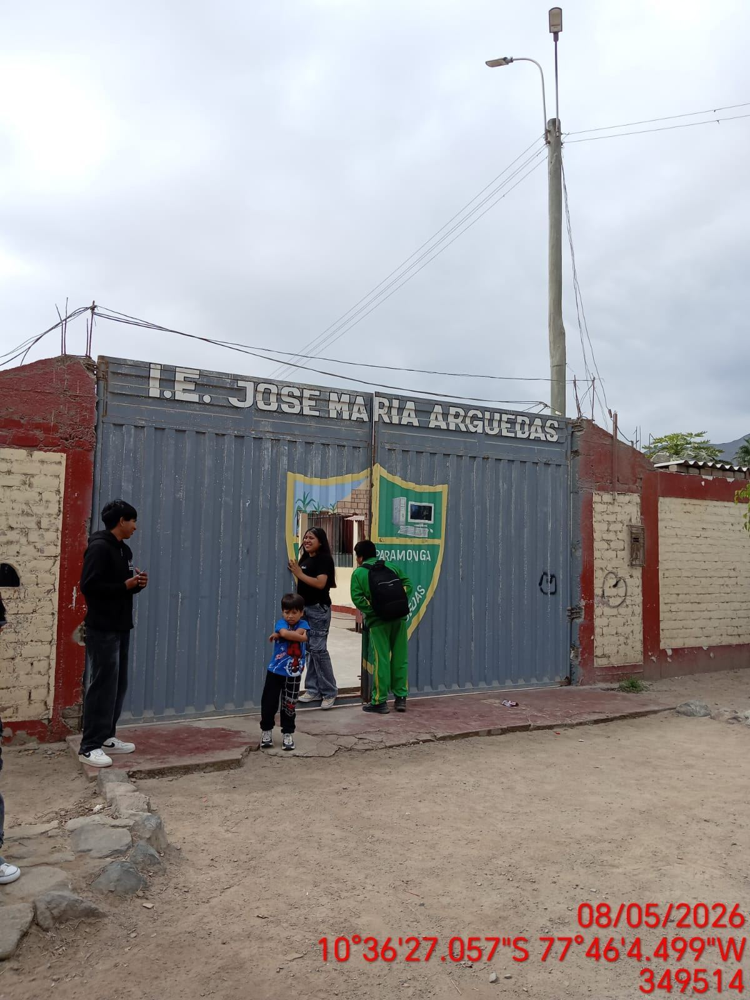 I.E. JOSE MARIA ARGUEDAS
PARAMONGA
08/05/2026
10°36'27.057"S 77°46'4.499"W
349514